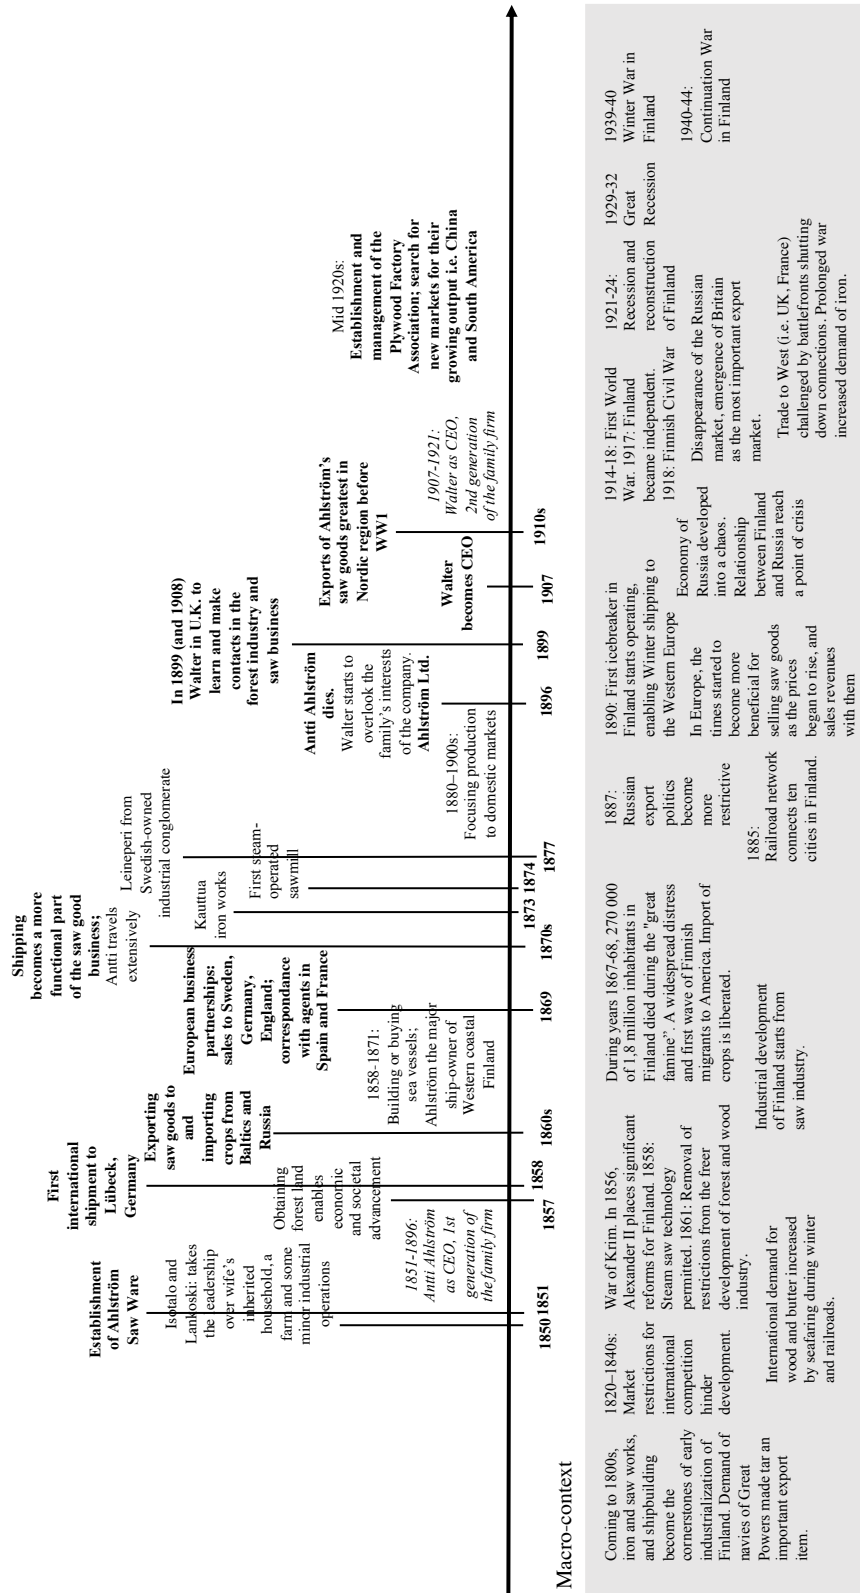 Establishment
of Ahlström
Saw Ware
Isotalo and
Lankoski: takes
the leadership
over wife's
inherited
household, a
farm and some
minor industrial
operations
1851-1896:
Antti Ahlström
as CEO, 1st
generation of
the family firm
First
international
shipment to
Lübeck,
Germany
Obtaining
forest land
enables
economic
and societal
advancement
Exporting
saw goods to
and
importing
crops from
Baltics and
Russia
1858-1871:
Building or buying
sea vessels;
Ahlström the major
ship-owner of
Western coastal
Finland
European business
partnerships:
sales to Sweden,
Germany,
England;
correspondance
with agents in
Spain and France
Shipping
becomes a more
functional part
of the saw good
business;
Antti travels
extensively
Kauttua
iron works
First steam-
operated
sawmill
Leineperi from
Swedish-owned
industrial conglomerate
1880–1900s:
Focusing production
to domestic markets
Antti Ahlström
dies.
Walter starts to
overlook the
family's interests
of the company.
Ahlström Ltd.
In 1899 (and 1908)
Walter in U.K. to
learn and make
contacts in the
forest industry and
saw business
Walter
becomes CEO
Exports of Ahlström's
saw goods greatest in
Nordic region before
WW1
1907-1921:
Walter as CEO,
2nd generation
of the family firm
Mid 1920s:
Establishment and
management of the
Plywood Factory
Association; search for
new markets for their
growing output i.e. China
and South America
1850 1851
1857
1858
1860s
1869
1870s
1873
1874
1877
1896
1899
1907
1910s
Macro-context
Coming to 1800s,
iron and saw works,
and shipbuilding
become the
cornerstones of early
industrialization of
Finland. Demand of
navies of Great
Powers made tar an
important export
item.
1820–1840s:
Market
restrictions for
international
competition
hinder
development.
International demand for
wood and butter increased
by seafaring during winter
and railroads.
War of Krim. In 1856,
Alexander II places significant
reforms for Finland. 1858:
Steam saw technology
permitted. 1861: Removal of
restrictions from the freer
development of forest and wood
industry.
During years 1867-68, 270 000
of 1,8 million inhabitants in
Finland died during the "great
famine". A widespread distress
and first wave of Finnish
migrants to America. Import of
crops is liberated.
Industrial development
of Finland starts from
saw industry.
1887:
Russian
export
politics
become
more
restrictive
1885:
Railroad network
connects ten
cities in Finland.
1890: First icebreaker in
Finland starts operating,
enabling Winter shipping to
the Western Europe
In Europe, the
times started to
become more
beneficial for
selling saw goods
as the prices
began to rise, and
sales revenues
with them
Economy of
Russia developed
into a chaos.
Relationship
between Finland
and Russia reach
a point of crisis
1914-18: First World
War. 1917: Finland
became independent.
1918: Finnish Civil War
Disappearance of the Russian
market, emergence of Britain
as the most important export
market.
Trade to West (i.e. UK, France)
challenged by battlefronts shutting
down connections. Prolonged war
increased demand of iron.
1921-24:
Recession and
reconstruction
of Finland
1929-32
Great
Recession
1939-40
Winter War in
Finland
1940-44:
Continuation War
in Finland